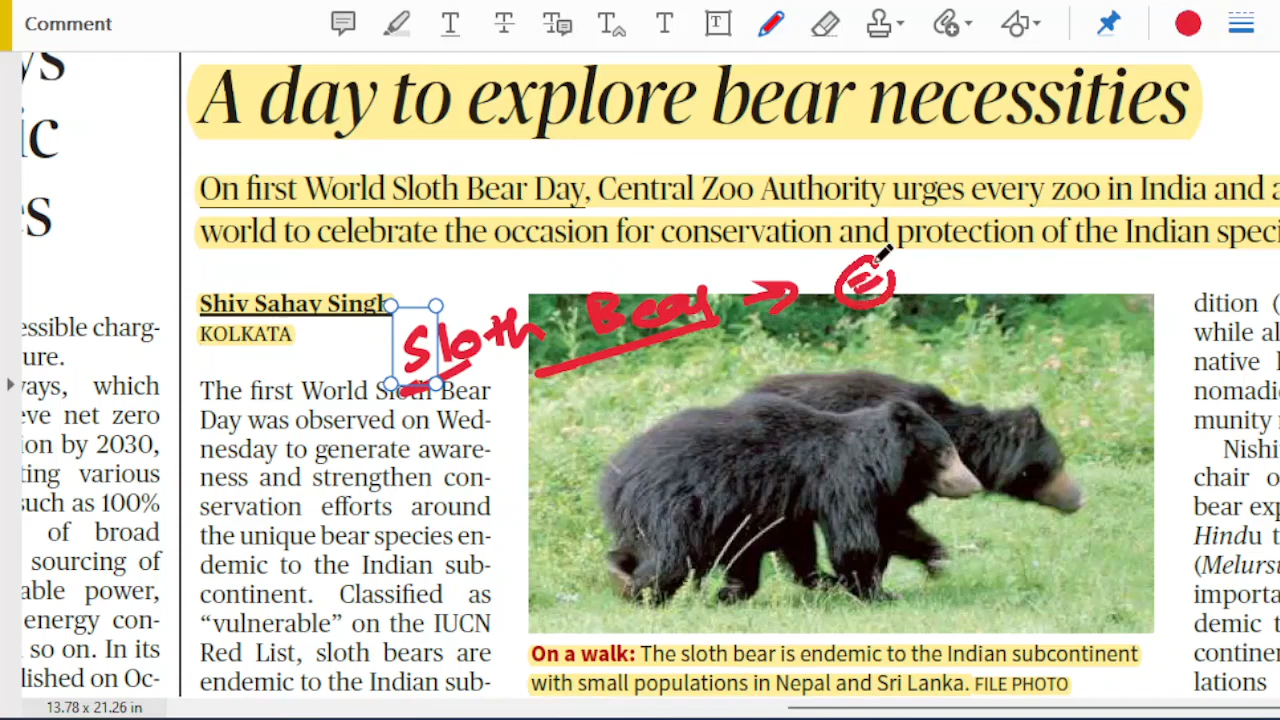 Comment
ys
ic
es
A day to explore bear necessities
On first World Sloth Bear Day, Central Zoo Authority urges every zoo in India and a
world to celebrate the occasion for conservation and protection of the Indian speci
essible charg-
ure.
ways, which
eve net zero
ion by 2030,
ting various
such as 100%
of broad
sourcing of
able power,
energy con-
so on. In its
lished on Oc-
Shiv Sahay Singh
KOLKATA
The first World Sloth Bear
Day was observed on Wed-
nesday to generate aware-
ness and strengthen con-
servation efforts around
the unique bear species en-
demic to the Indian sub-
continent. Classified as
“vulnerable” on the IUCN
Red List, sloth bears are
endemic to the Indian sub-
Sloth Bear →
On a walk: The sloth bear is endemic to the Indian subcontinent
with small populations in Nepal and Sri Lanka. FILE PHOTO
dition (
while al
native l
nomadi
munity
Nishi
chair o
bear exp
Hindu t
(Melurs
importa
demic t
contine
lations
13.78 x 21.26 in